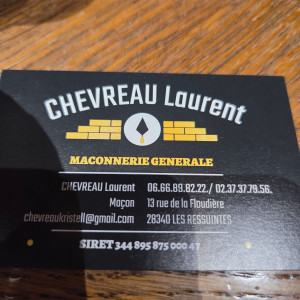 CHEVREAU Laurent
MACONNERIE GENERALE
CHEVREAU Laurent 06.66.89.82.22./ 02.37.37.79.56.
Maçon 13 rue de la Floudière
chevreaukristell@gmail.com 28340 LES RESSUINTES
SIRET 344 895 875 000 47